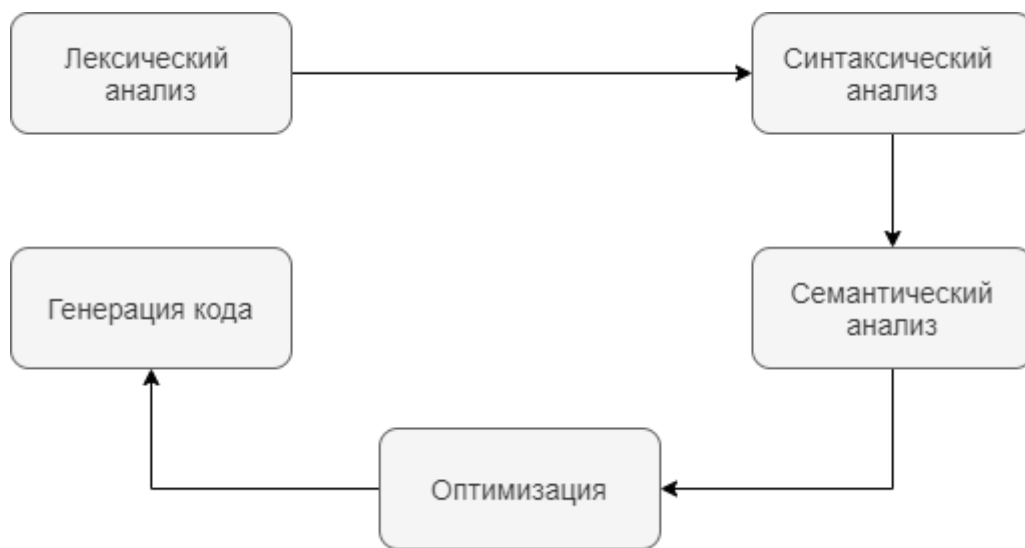 Лексический
анализ
Синтаксический
анализ
Семантический
анализ
Генерация кода
Оптимизация